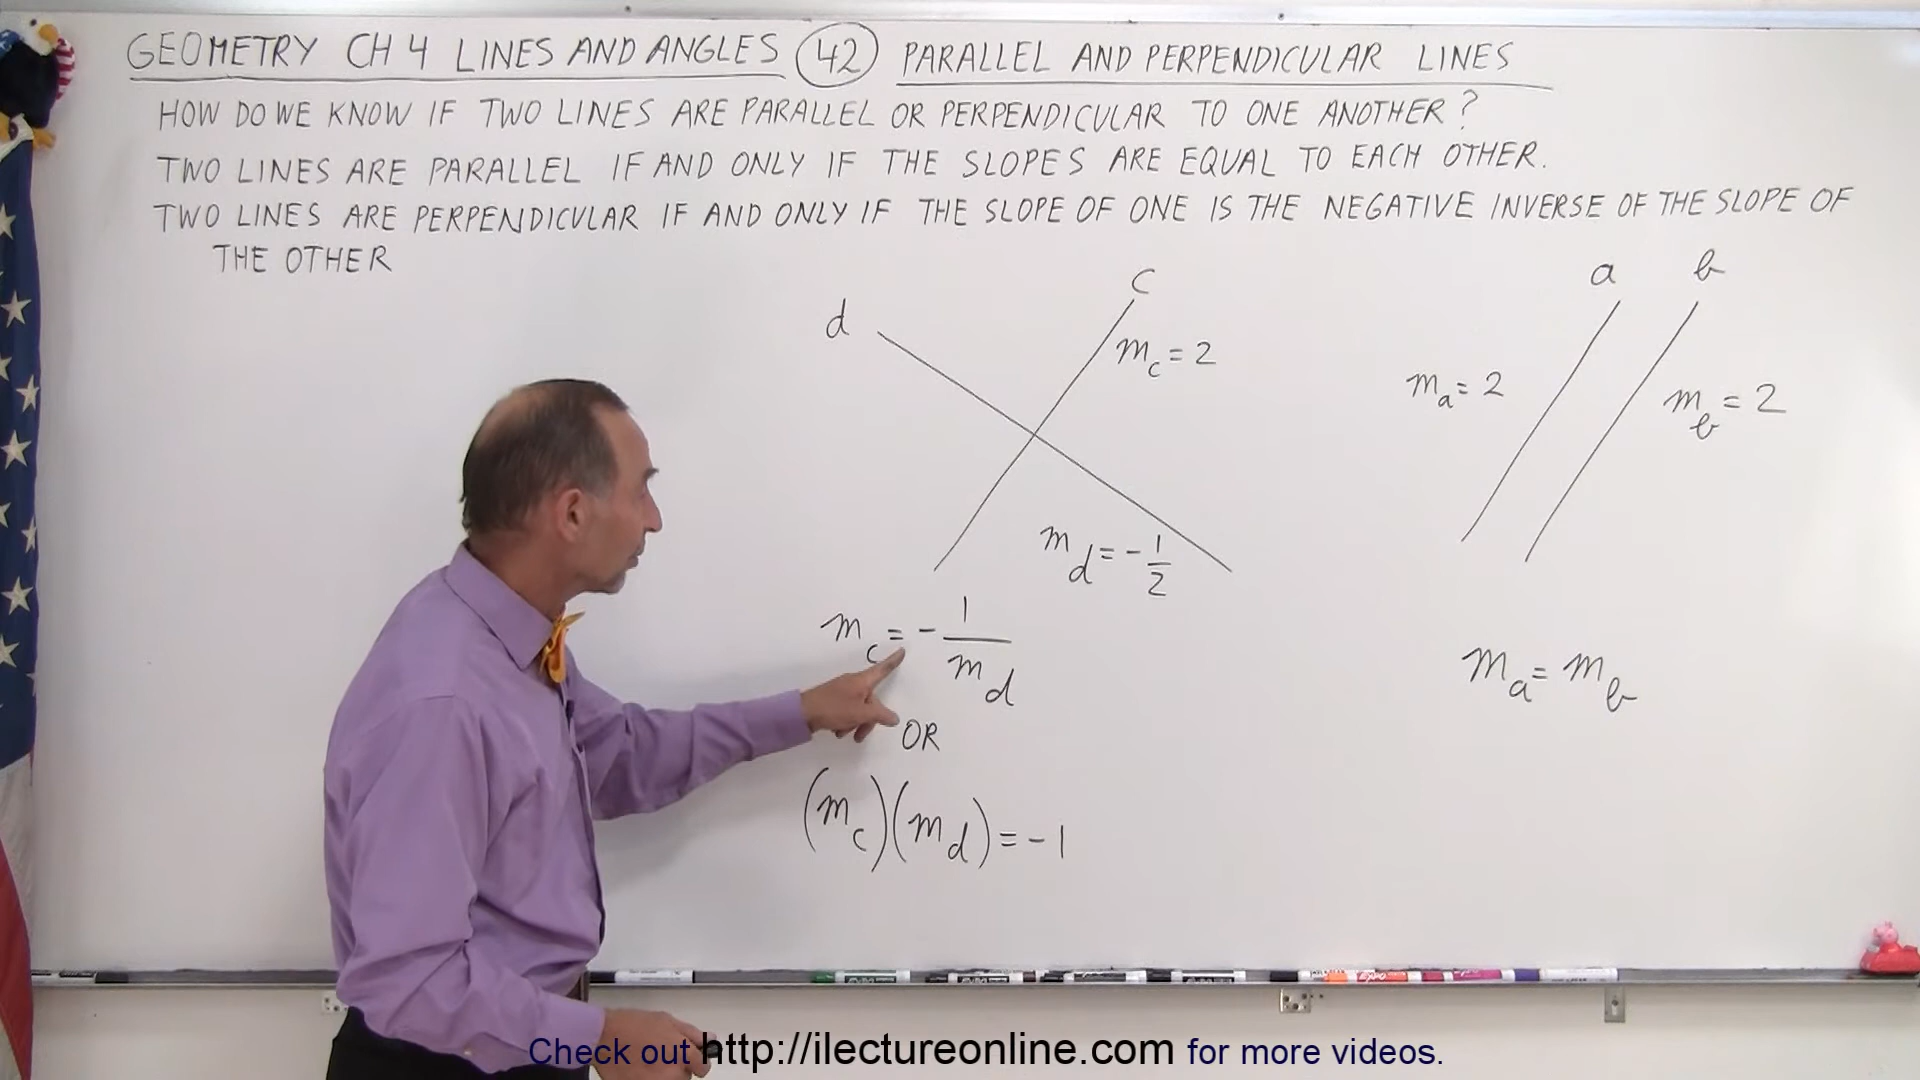 GEOMETRY CH 4 LINES AND ANGLES 42 PARALLEL AND PERPENDICULAR LINES
HOW DO WE KNOW IF TWO LINES ARE PARALLEL OR PERPENDICULAR TO ONE ANOTHER?
TWO LINES ARE PARALLEL IF AND ONLY IF THE SLOPES ARE EQUAL TO EACH OTHER.
TWO LINES ARE PERPENDICULAR IF AND ONLY IF THE SLOPE OF ONE IS THE NEGATIVE INVERSE OF THE SLOPE OF
THE OTHER
d
c
m_c = 2
m_d = -1/2
m_c = -1/m_d
OR
(m_c)(m_d) = -1
a b
m_a = 2
m_b = 2
m_a = m_b
Check out http://ilectureonline.com for more videos.